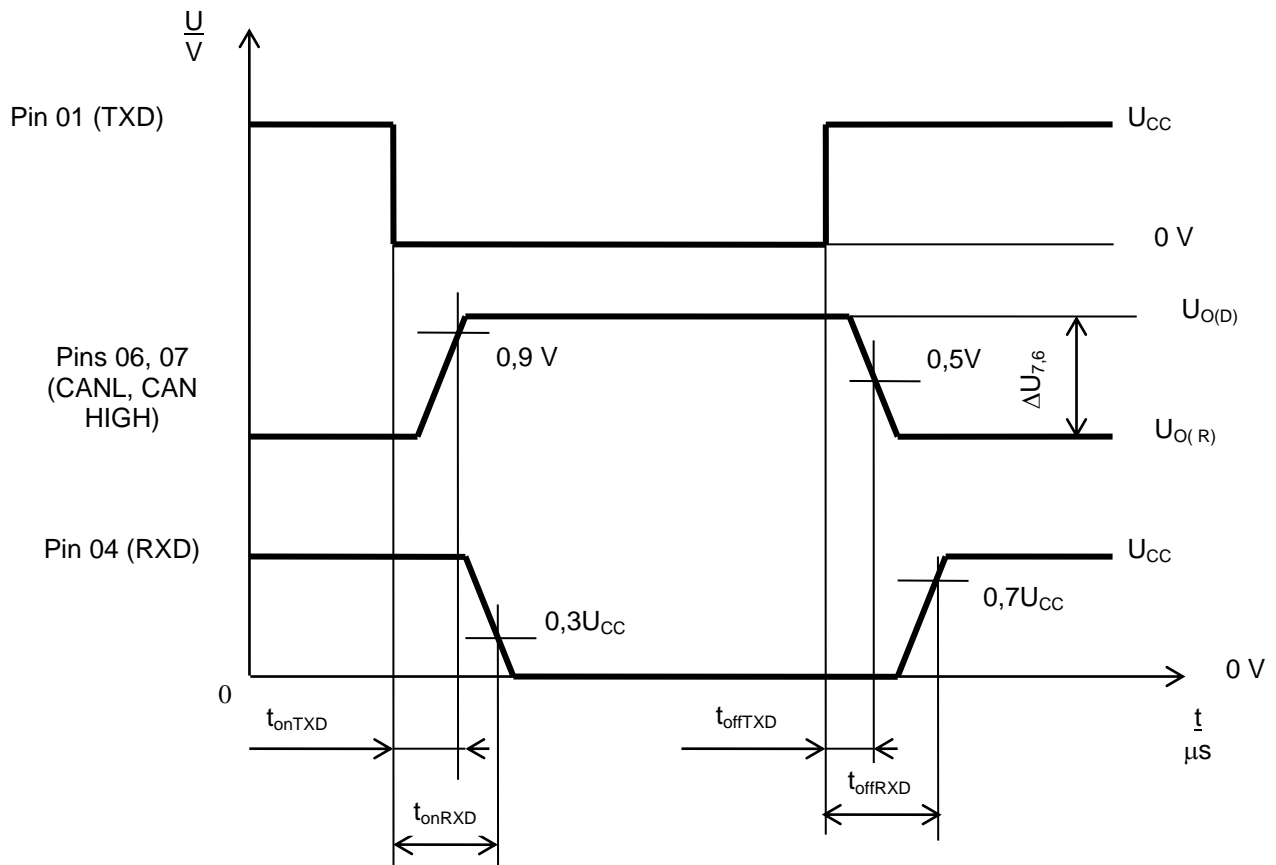 U
V
Pin 01 (TXD)
UCC
0 V
UO(D)
0,9 V
0,5V
ΔU7,6
Pins 06, 07
(CANL, CAN
HIGH)
UO( R)
Pin 04 (RXD)
UCC
0,7UCC
0,3UCC
0 V
0
tonTXD
toffTXD
t
μs
toffRXD
tonRXD